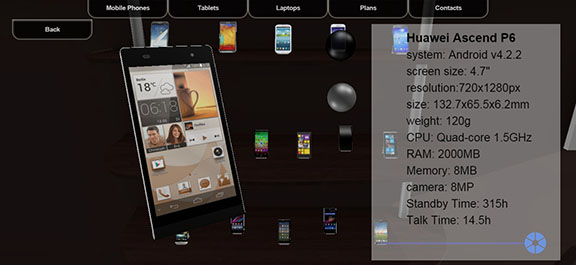 Mobile Phones
Tablets
Laptops
Plans
Contacts
Back
Huawei Ascend P6
system: Android v4.2.2
screen size: 4.7"
resolution:720x1280px
size: 132.7x65.5x6.2mm
weight: 120g
CPU: Quad-core 1.5GHz
RAM: 2000MB
Memory: 8MB
camera: 8MP
Standby Time: 315h
Talk Time: 14.5h
Berlin
18°C
06:18